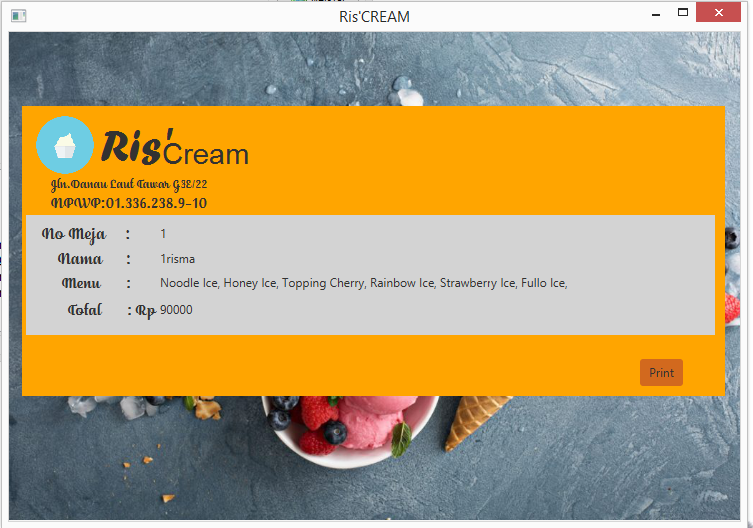 Ris'CREAM
Ris'Cream
Jln.Danau Laut Tawar G3E/22
NPWP:01.336.238.9-10
No Meja : 1
Nama : 1risma
Menu : Noodle Ice, Honey Ice, Topping Cherry, Rainbow Ice, Strawberry Ice, Fullo Ice,
Total : Rp 90000
Print